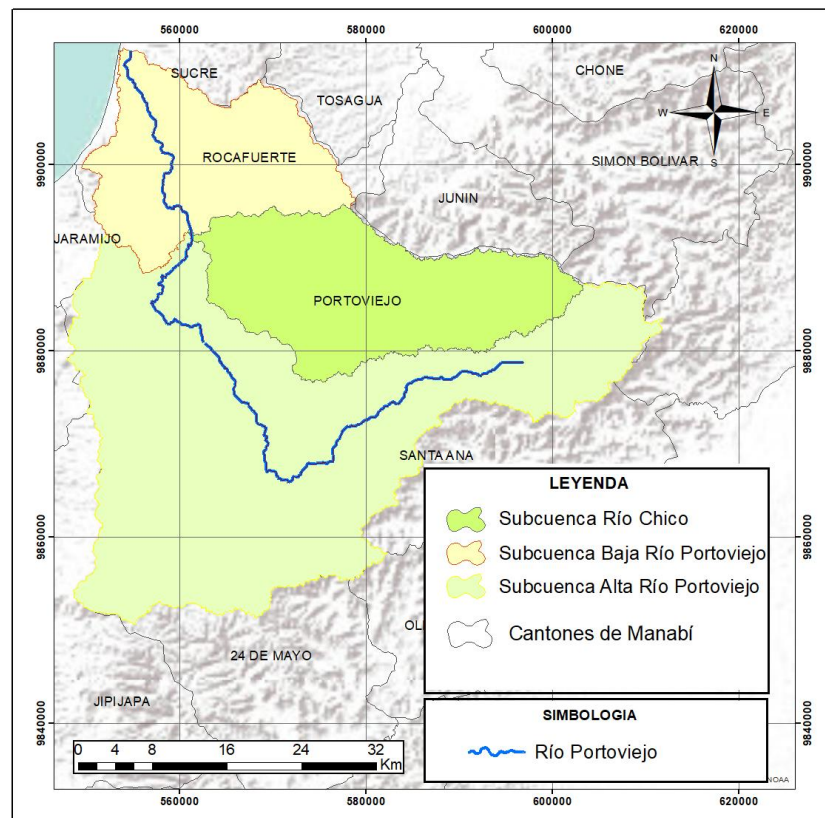 560000 580000 600000 620000
SUCRE
CHONE
TOSAGUA
N
W E
S
ROCAFUERTE
SIMON BOLIVAR
9900000 9900000
JUNIN
JARAMIJO
PORTOVIEJO
9880000 9880000
SANTA ANA
LEYENDA
Subcuenca Río Chico
Subcuenca Baja Río Portoviejo
Subcuenca Alta Río Portoviejo
Cantones de Manabí
9860000 9860000
OL
24 DE MAYO
JIPIJAPA
SIMBOLOGIA
Río Portoviejo
9840000 9840000
0 4 8 16 24 32
Km
NOAA
560000 580000 600000 620000